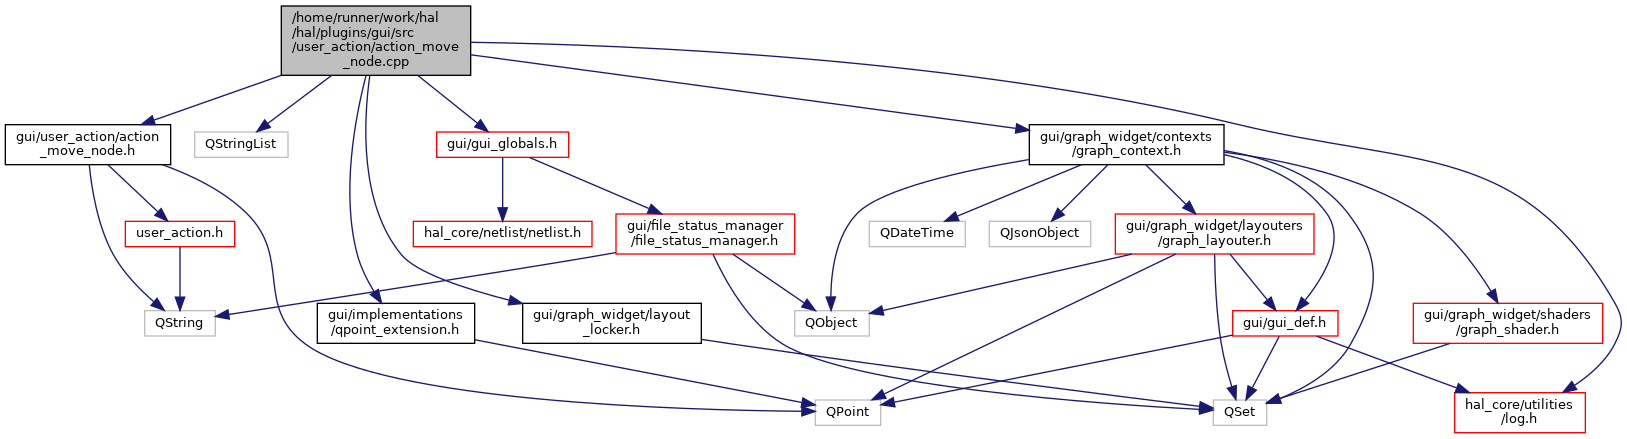 /home/runner/work/hal
/hal/plugins/gui/src
/user_action/action_move
_node.cpp
gui/user_action/action
_move_node.h
QStringList
gui/gui_globals.h
gui/graph_widget/contexts
/graph_context.h
user_action.h
hal_core/netlist/netlist.h
gui/file_status_manager
/file_status_manager.h
QDateTime
QJsonObject
gui/graph_widget/layouters
/graph_layouter.h
QString
gui/implementations
/qpoint_extension.h
gui/graph_widget/layout
_locker.h
QObject
gui/gui_def.h
gui/graph_widget/shaders
/graph_shader.h
QPoint
QSet
hal_core/utilities
/log.h